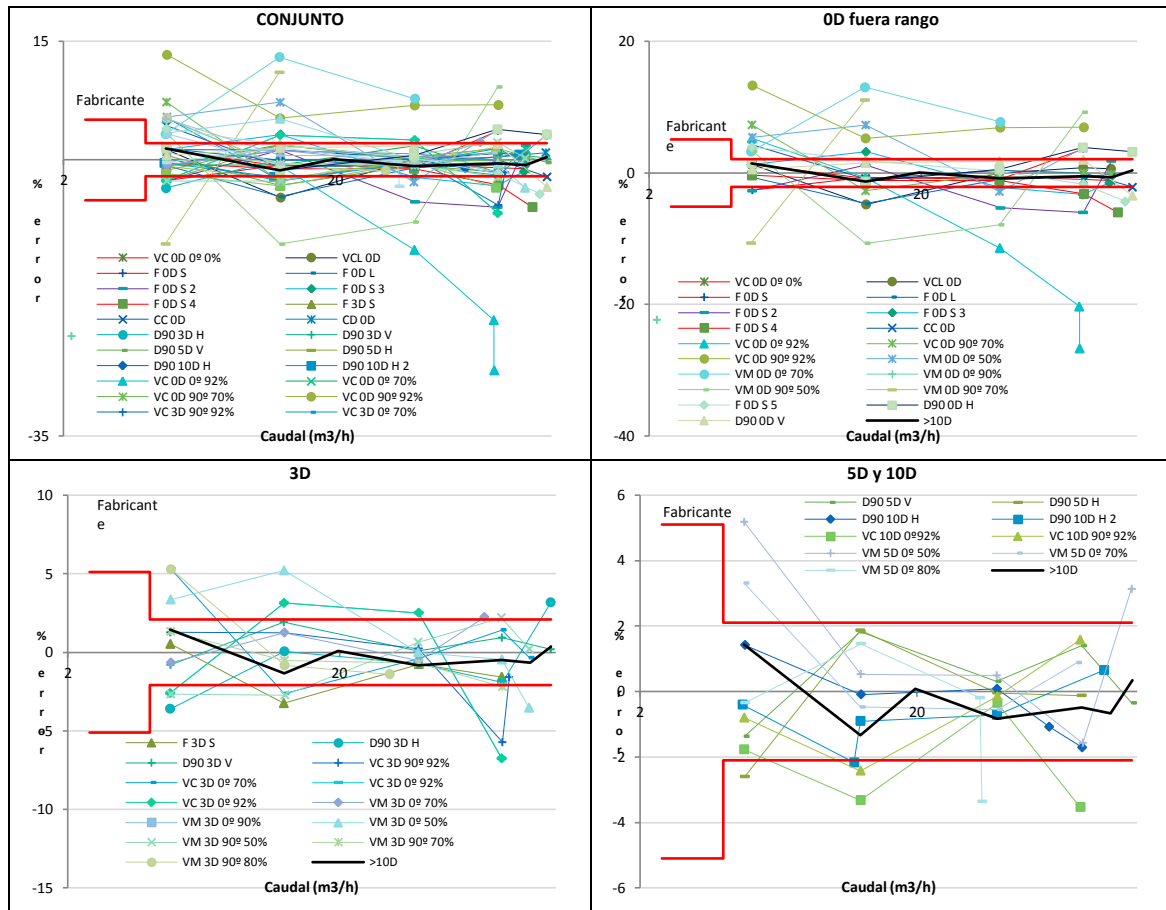 CONJUNTO
15
Fabricante
2
20
% error
VC 0D 0º 0%
VCL 0D
F 0D S
F 0D L
F 0D S 2
F 0D S 3
F 0D S 4
F 3D S
CC 0D
CD 0D
D90 3D H
D90 3D V
D90 5D V
D90 5D H
D90 10D H
D90 10D H 2
VC 0D 0º 92%
VC 0D 0º 70%
VC 0D 90º 70%
VC 0D 90º 92%
VC 3D 90º 92%
VC 3D 0º 70%
-35
Caudal (m3/h)
0D fuera rango
20
Fabricant
e
0
2
20
% error
-20
VC 0D 0º 0%
VCL 0D
F 0D S
F 0D L
F 0D S 2
F 0D S 3
F 0D S 4
CC 0D
VC 0D 0º 92%
VC 0D 90º 70%
VC 0D 90º 92%
VM 0D 0º 50%
VM 0D 0º 70%
VM 0D 0º 90%
VM 0D 90º 50%
VM 0D 90º 70%
F 0D S 5
D90 0D H
D90 0D V
>10D
-40
Caudal (m3/h)
3D
10
Fabricant
e
5
0
2
20
% error
-5
-10
F 3D S
D90 3D H
D90 3D V
VC 3D 90º 92%
VC 3D 0º 70%
VC 3D 0º 92%
VC 3D 0º 92%
VM 3D 0º 70%
VM 3D 0º 90%
VM 3D 0º 50%
VM 3D 90º 50%
VM 3D 90º 70%
VM 3D 90º 80%
>10D
-15
Caudal (m3/h)
5D y 10D
6
D90 5D V
D90 5D H
Fabricante
D90 10D H
D90 10D H 2
VC 10D 0º92%
VC 10D 90º 92%
VM 5D 0º 50%
VM 5D 0º 70%
VM 5D 0º 80%
>10D
4
2
0
2
20
% error
-2
-4
-6
Caudal (m3/h)